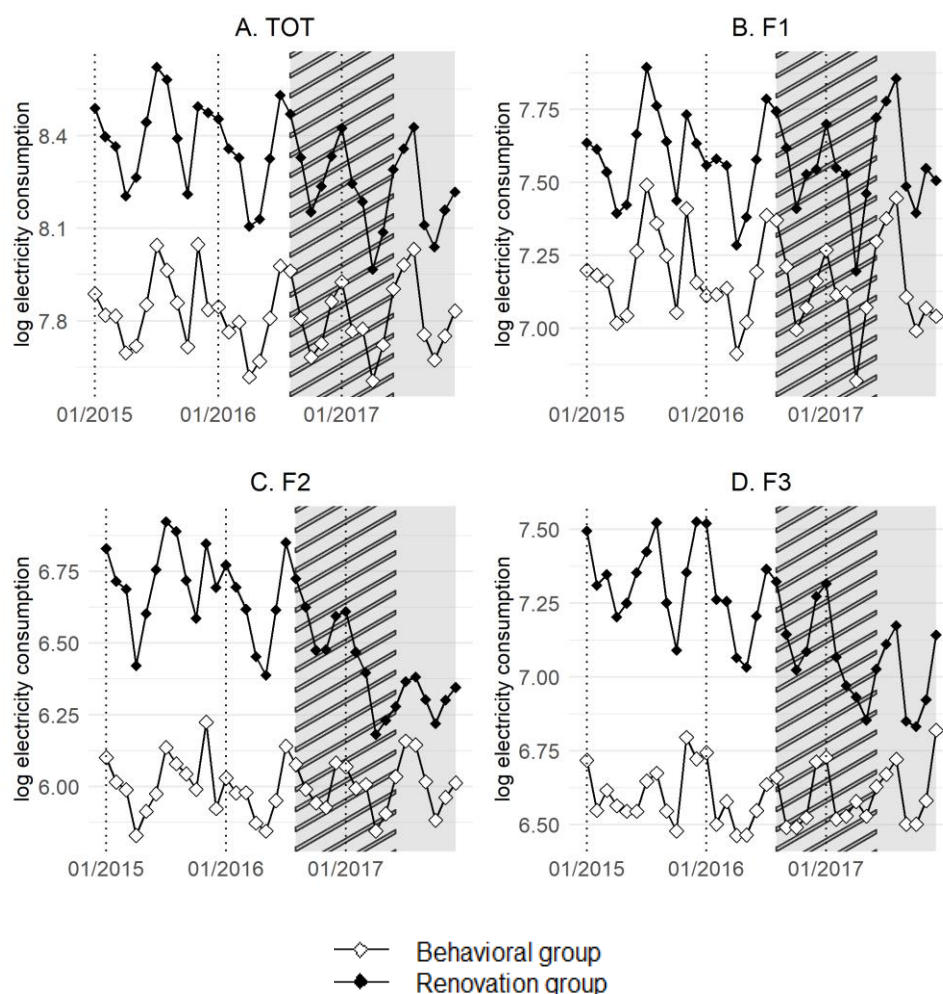 A. TOT
log electricity consumption
8.4
8.1
7.8
01/2015
01/2016
01/2017
B. F1
log electricity consumption
7.75
7.50
7.25
7.00
01/2015
01/2016
01/2017
C. F2
log electricity consumption
6.75
6.50
6.25
6.00
01/2015
01/2016
01/2017
D. F3
log electricity consumption
7.50
7.25
7.00
6.75
6.50
01/2015
01/2016
01/2017
Behavioral group
Renovation group